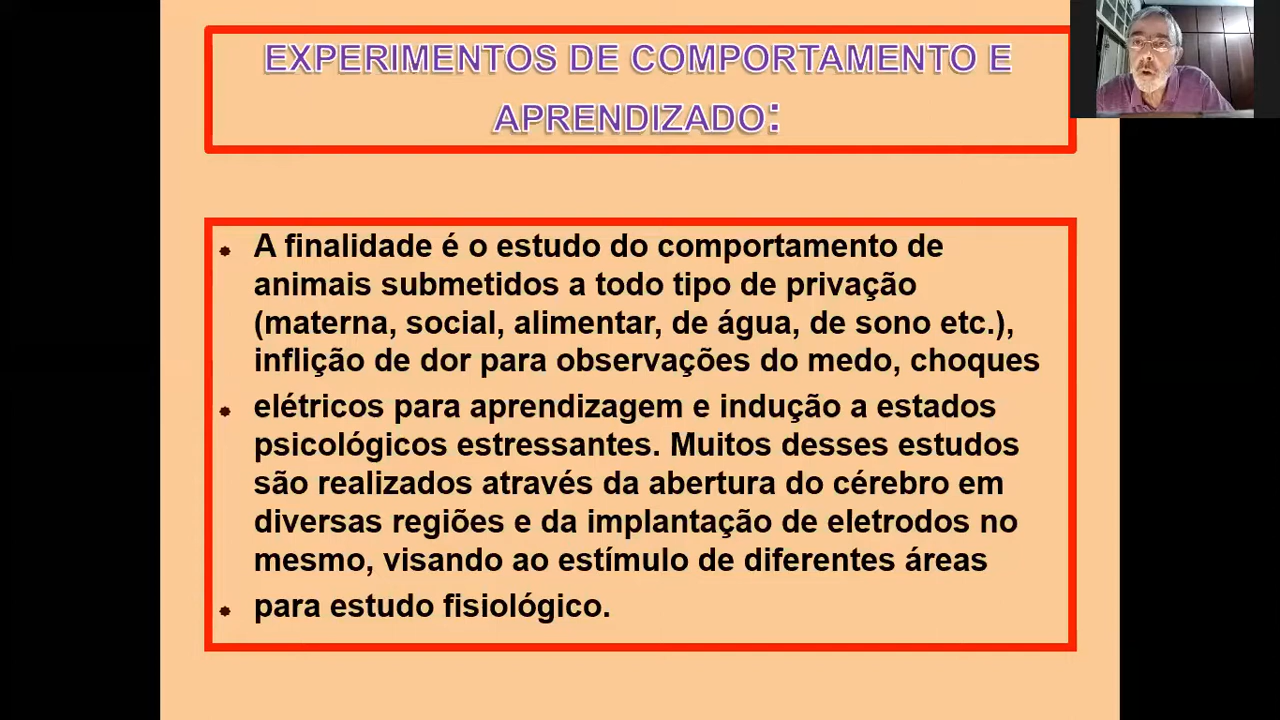 EXPERIMENTOS DE COMPORTAMENTO E
APRENDIZADO:
A finalidade é o estudo do comportamento de
animais submetidos a todo tipo de privação
(materna, social, alimentar, de água, de sono etc.),
inflição de dor para observações do medo, choques
elétricos para aprendizagem e indução a estados
psicológicos estressantes. Muitos desses estudos
são realizados através da abertura do cérebro em
diversas regiões e da implantação de eletrodos no
mesmo, visando ao estímulo de diferentes áreas
para estudo fisiológico.